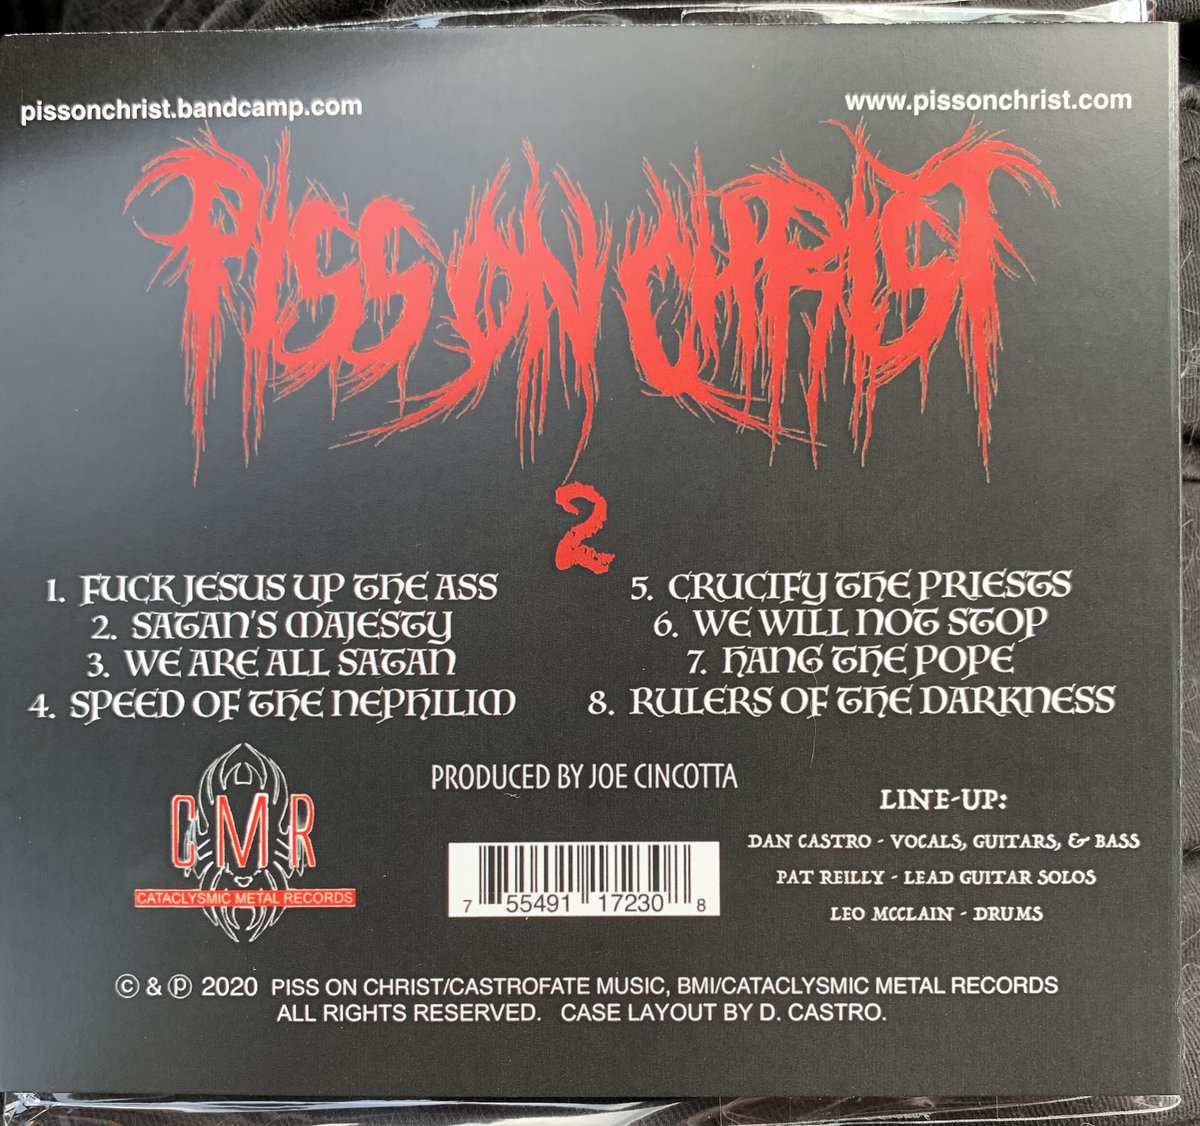 pissonchrist.bandcamp.com
www.pissonchrist.com
PISS ON CHRIST
2
1. FUCK JESUS UP THE ASS
2. SATAN'S MAJESTY
3. WE ARE ALL SATAN
4. SPEED OF THE NEPHILIM
5. CRUCIFY THE PRIESTS
6. WE WILL NOT STOP
7. HANG THE POPE
8. RULERS OF THE DARKNESS
PRODUCED BY JOE CINCOTTA
CMR
CATACLYSMIC METAL RECORDS
7 55491 17230 8
LINE-UP:
DAN CASTRO - VOCALS, GUITARS, & BASS
PAT REILLY - LEAD GUITAR SOLOS
LEO MCCLAIN - DRUMS
© & ℗ 2020 PISS ON CHRIST/CASTROFATE MUSIC, BMI/CATACLYSMIC METAL RECORDS
ALL RIGHTS RESERVED. CASE LAYOUT BY D. CASTRO.